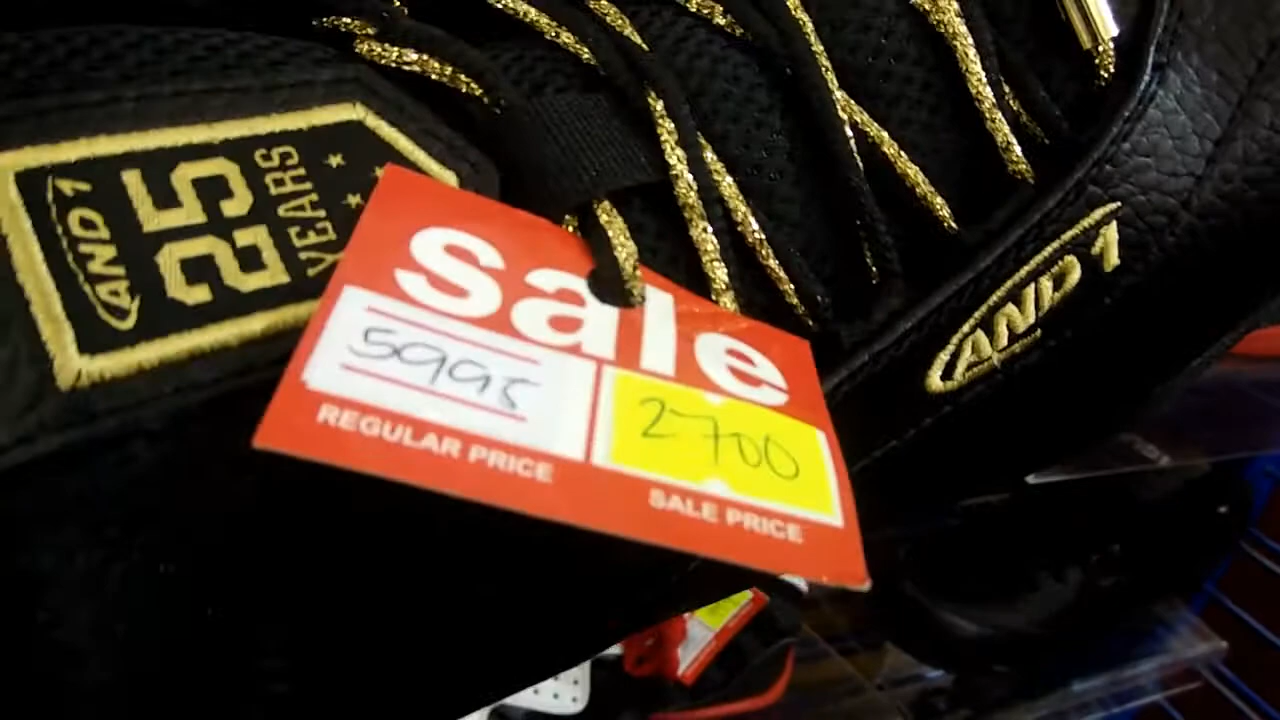 AND 1
25
YEARS
sale
5995
2700
REGULAR PRICE
SALE PRICE
AND 1